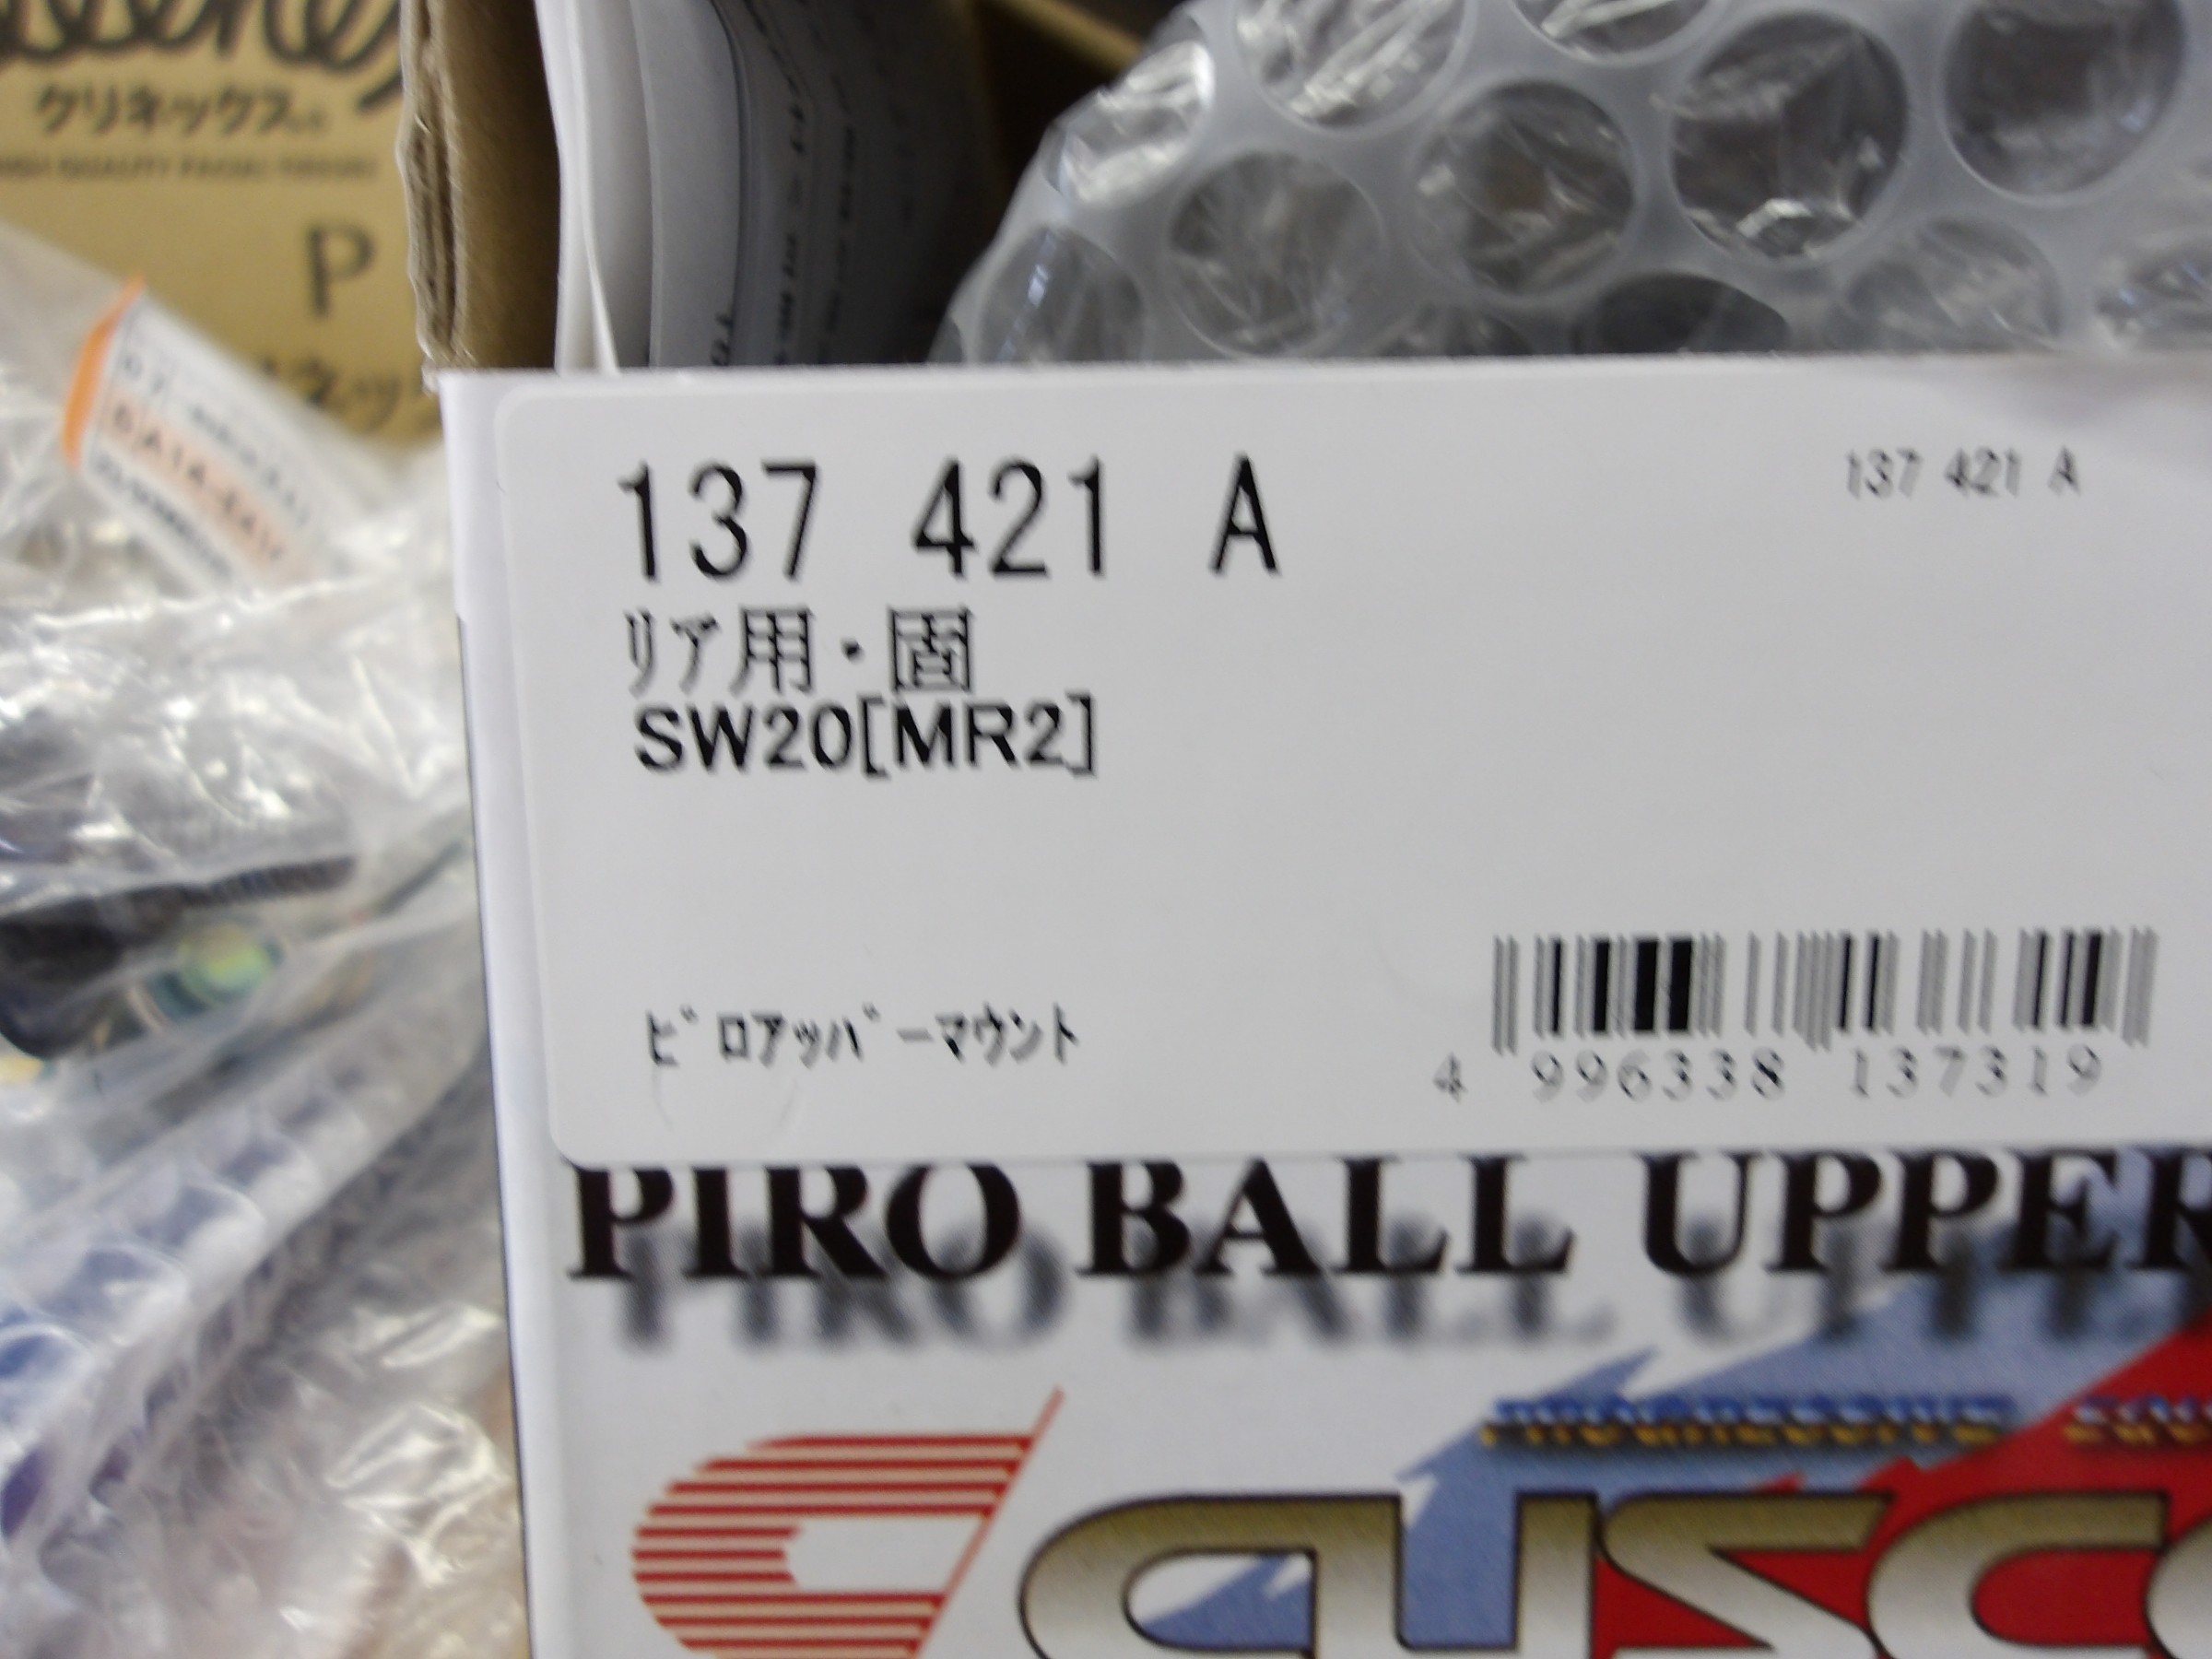 クリネックス
P
137 421 A
137 421 A
リア用・固
SW20[MR2]
ピロアッパーマウント
4 996338 137319
PIRO BALL UPPER
CUSCO